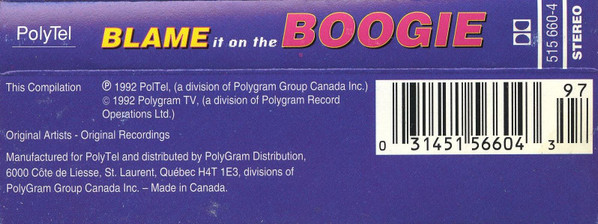 PolyTel
BLAME it on the BOOGIE
515 660-4
STEREO
This Compilation
℗ 1992 PolTel, (a division of Polygram Group Canada Inc.)
© 1992 Polygram TV, (a division of Polygram Record
Operations Ltd.)
Original Artists - Original Recordings
Manufactured for PolyTel and distributed by PolyGram Distribution,
6000 Côte de Liesse, St. Laurent, Québec H4T 1E3, divisions of
PolyGram Group Canada Inc. – Made in Canada.
97
0 31451 56604 3